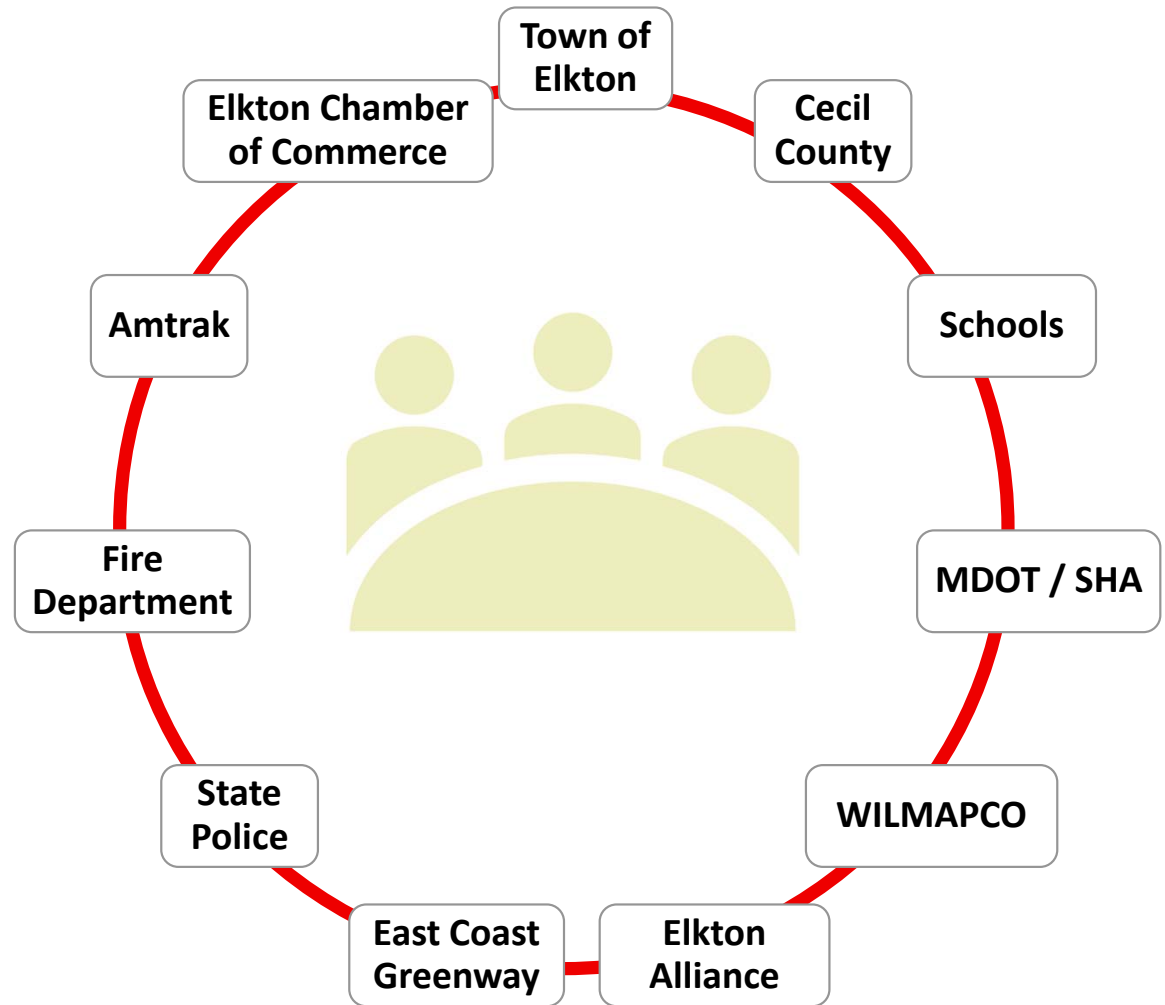 Town of
Elkton
Cecil
County
Schools
MDOT / SHA
WILMAPCO
Elkton
Alliance
East Coast
Greenway
State
Police
Fire
Department
Amtrak
Elkton Chamber
of Commerce